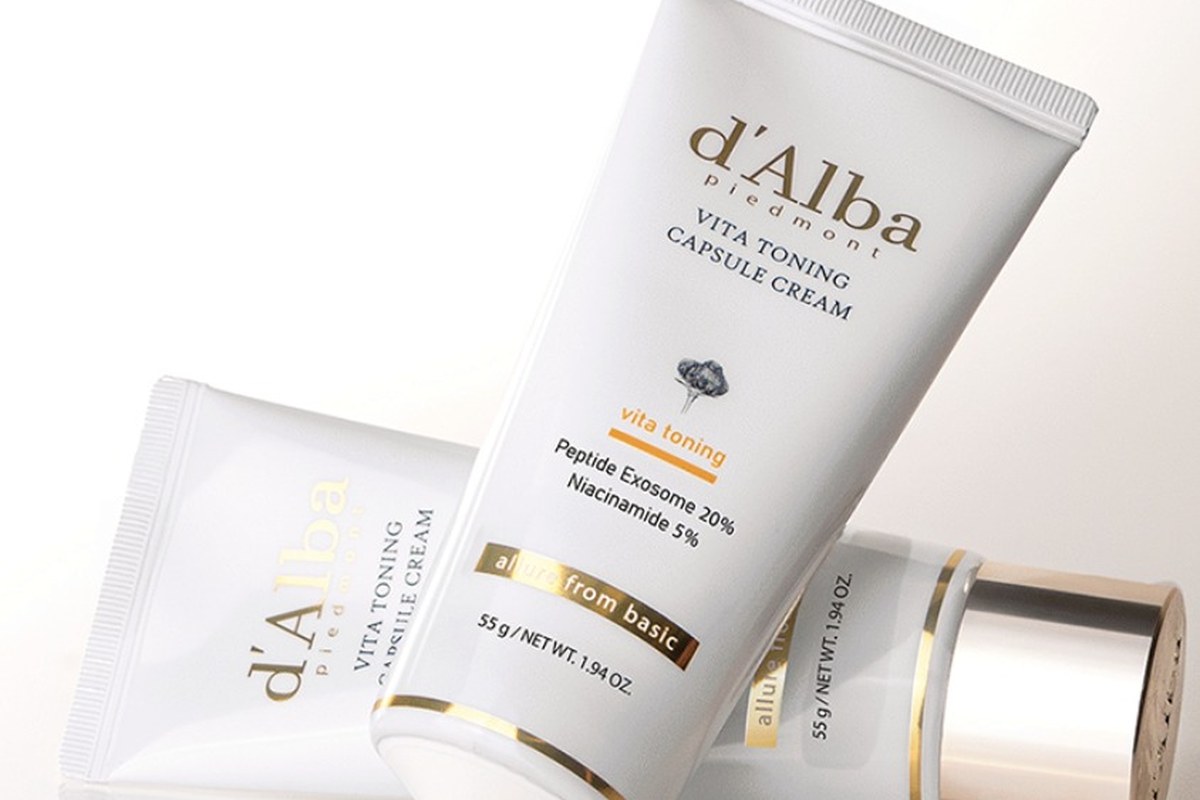 d'Alba
piedmont
VITA TONING
CAPSULE CREAM
vita toning
Peptide Exosome 20%
Niacinamide 5%
allure from basic
55 g / NET WT. 1.94 OZ.
d'Alba
piedmont
VITA TONING
CAPSULE CREAM
allure
55 g / NET WT. 1.94 OZ.